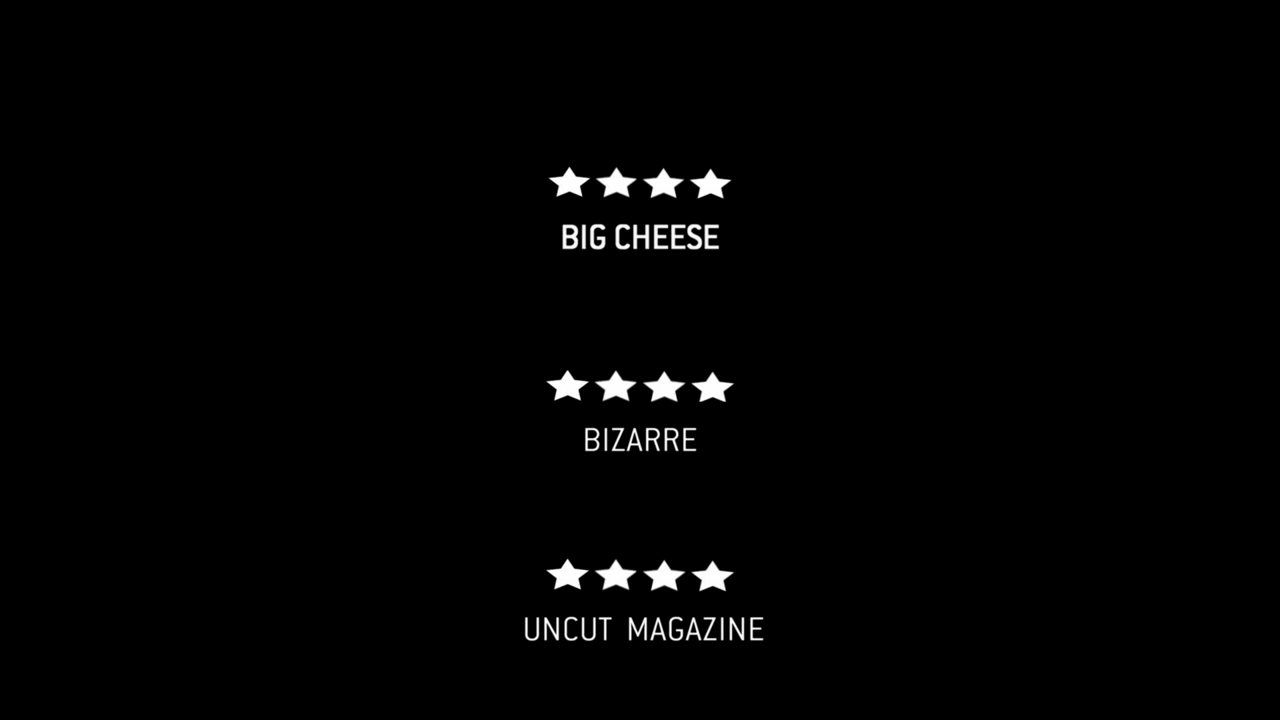 ★★★★
BIG CHEESE
★★★★
BIZARRE
★★★★
UNCUT MAGAZINE